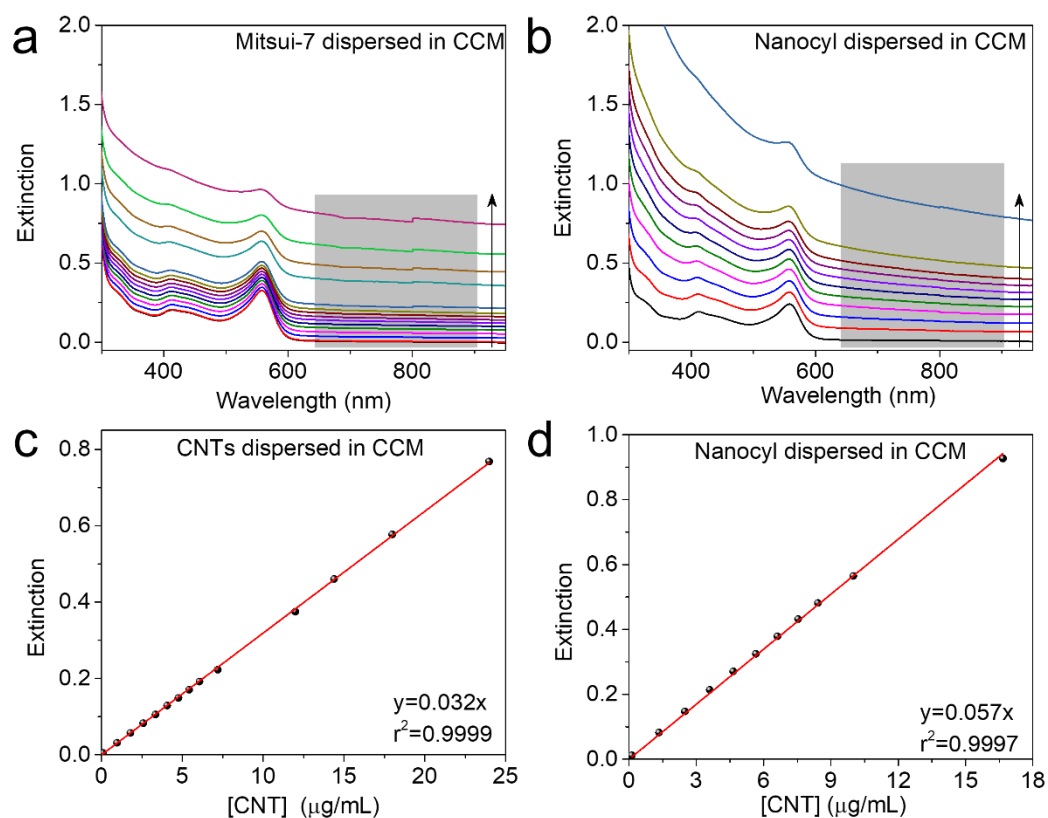 a
Mitsui-7 dispersed in CCM
2.0
1.5
1.0
0.5
0.0
Extinction
400
600
800
Wavelength (nm)
b
Nanocyl dispersed in CCM
2.0
1.5
1.0
0.5
0.0
Extinction
400
600
800
Wavelength (nm)
c
CNTs dispersed in CCM
0.8
0.6
0.4
0.2
0.0
Extinction
y=0.032x
r²=0.9999
0
5
10
15
20
25
[CNT] (μg/mL)
d
Nanocyl dispersed in CCM
1.0
0.8
0.6
0.4
0.2
0.0
Extinction
y=0.057x
r²=0.9997
0
3
6
9
12
15
18
[CNT] (μg/mL)